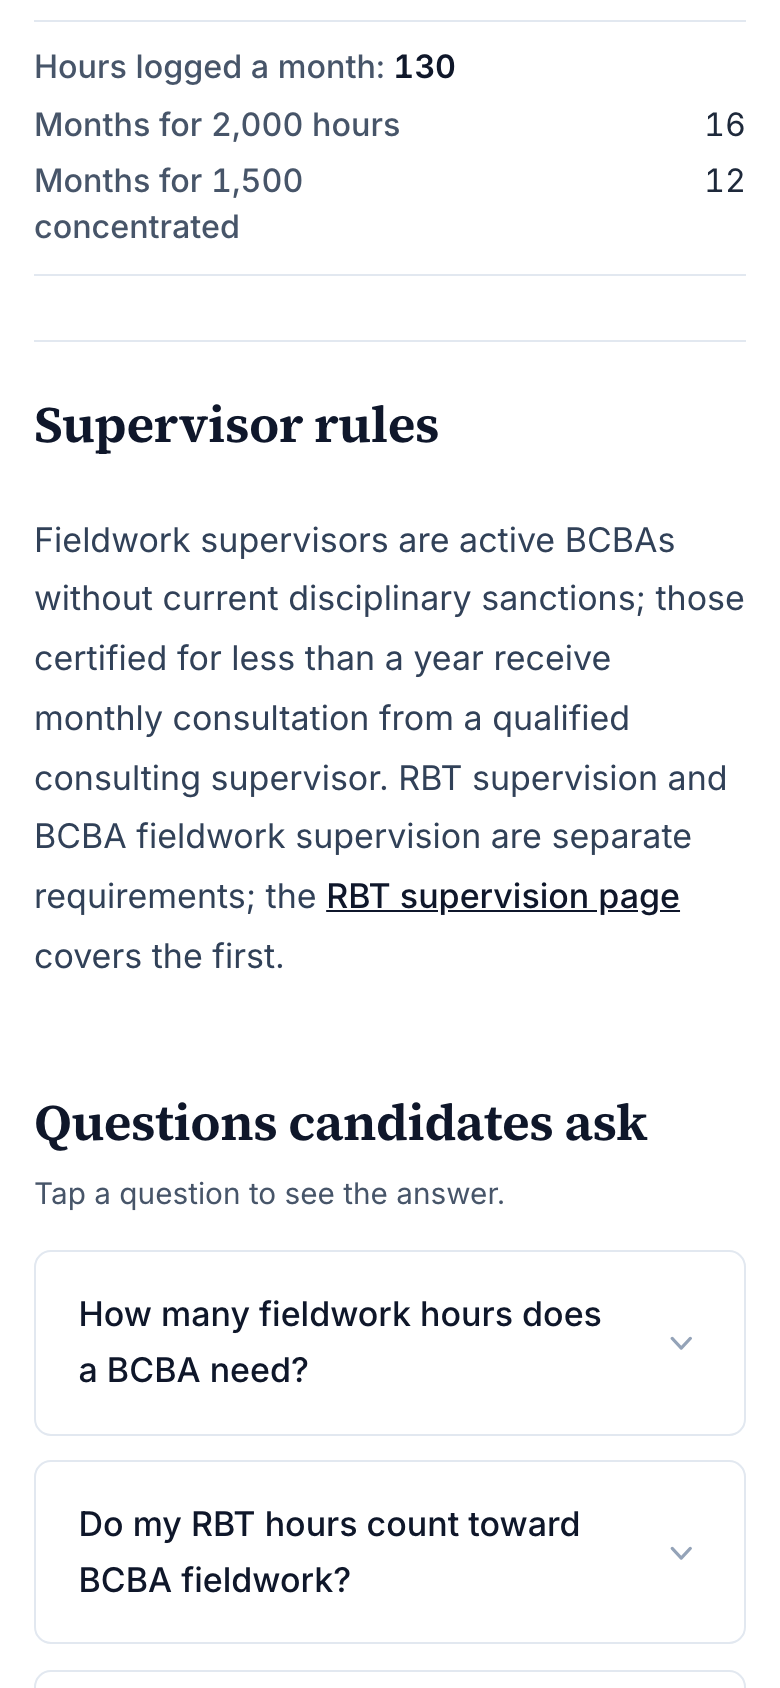 Hours logged a month: 130
Months for 2,000 hours 16
Months for 1,500 12
concentrated
Supervisor rules
Fieldwork supervisors are active BCBAs
without current disciplinary sanctions; those
certified for less than a year receive
monthly consultation from a qualified
consulting supervisor. RBT supervision and
BCBA fieldwork supervision are separate
requirements; the RBT supervision page
covers the first.
Questions candidates ask
Tap a question to see the answer.
How many fieldwork hours does
a BCBA need?
Do my RBT hours count toward
BCBA fieldwork?